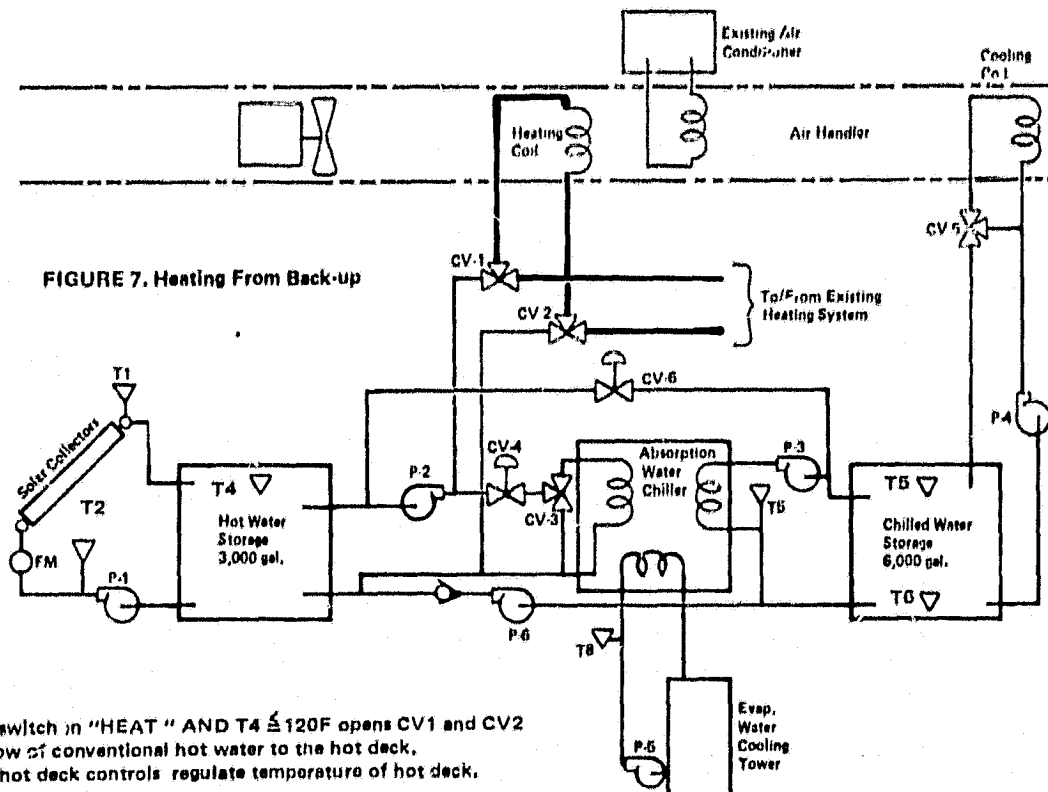 Existing Air
Conditioner
Cooling
Coil
Heating
Coil
Air Handler
CV-1
CV-5
FIGURE 7. Heating From Back-up
CV 2
To/From Existing
Heating System
T1
CV-6
Solar Collectors
P-4
CV-4
Absorption
Water
Chiller
P-3
T4
P-2
T5
T2
Hot Water
Storage
3,000 gal.
CV-3
T5
Chilled Water
Storage
6,000 gal.
FM
P-1
T6
P-6
T8
switch in "HEAT" AND T4 ≦ 120F opens CV1 and CV2
of conventional hot water to the hot deck.
hot deck controls regulate temperature of hot deck.
P-5
Evap.
Water
Cooling
Tower